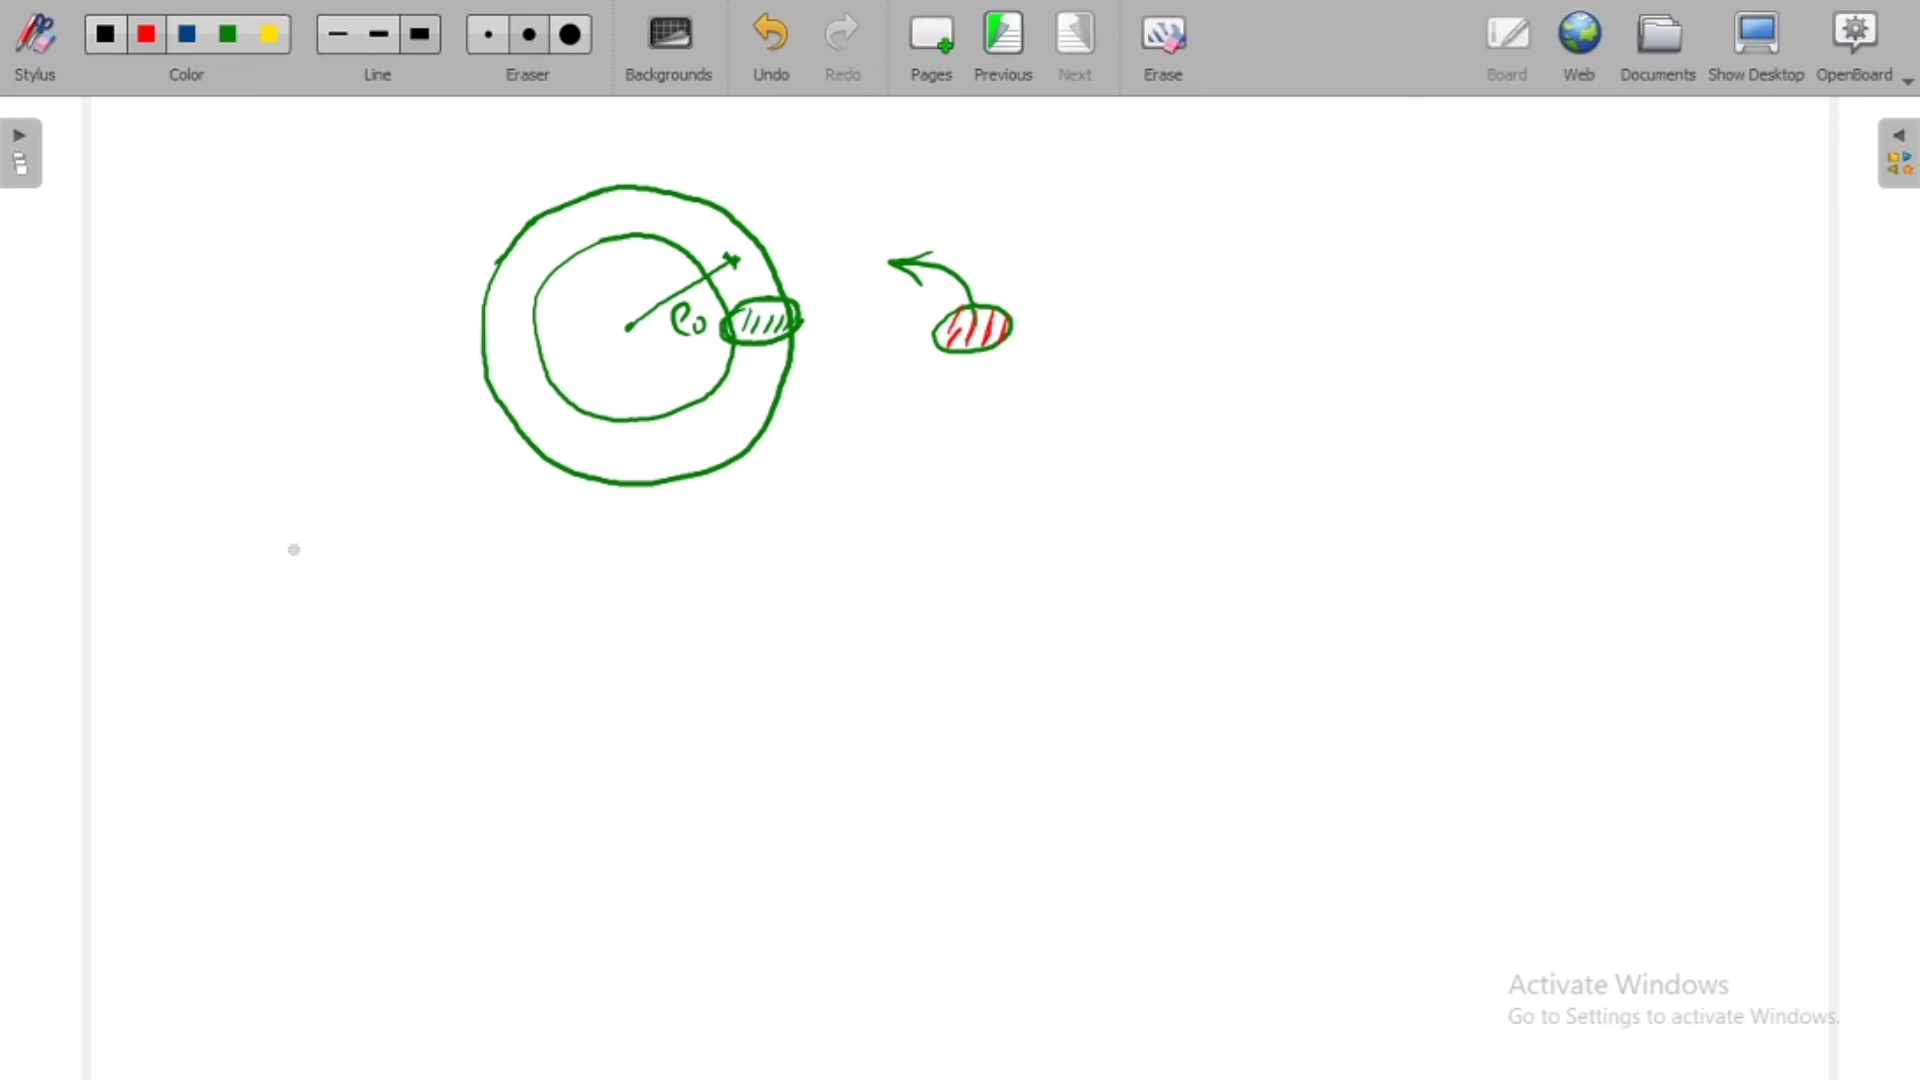 Stylus Color Line Eraser Backgrounds Undo Redo Pages Previous Next Erase Board Web Documents Show Desktop OpenBoard
Activate Windows
Go to Settings to activate Windows.